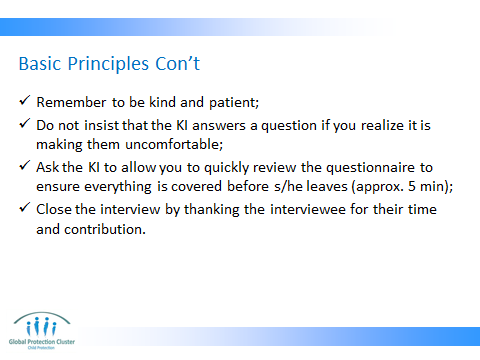 Basic Principles Con't
✓ Remember to be kind and patient;
✓ Do not insist that the KI answers a question if you realize it is
making them uncomfortable;
✓ Ask the KI to allow you to quickly review the questionnaire to
ensure everything is covered before s/he leaves (approx. 5 min);
✓ Close the interview by thanking the interviewee for their time
and contribution.
Global Protection Cluster
Child Protection